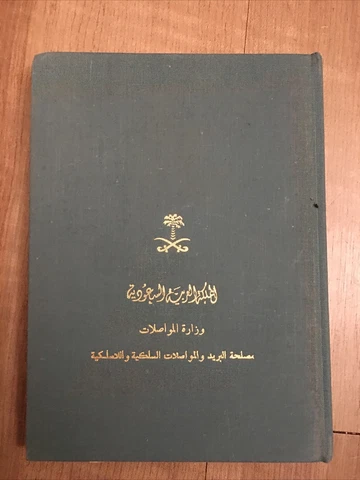 المملكة العربية السعودية
وزارة المواصلات
مصلحة البريد والمواصلات السلكية واللاسلكية